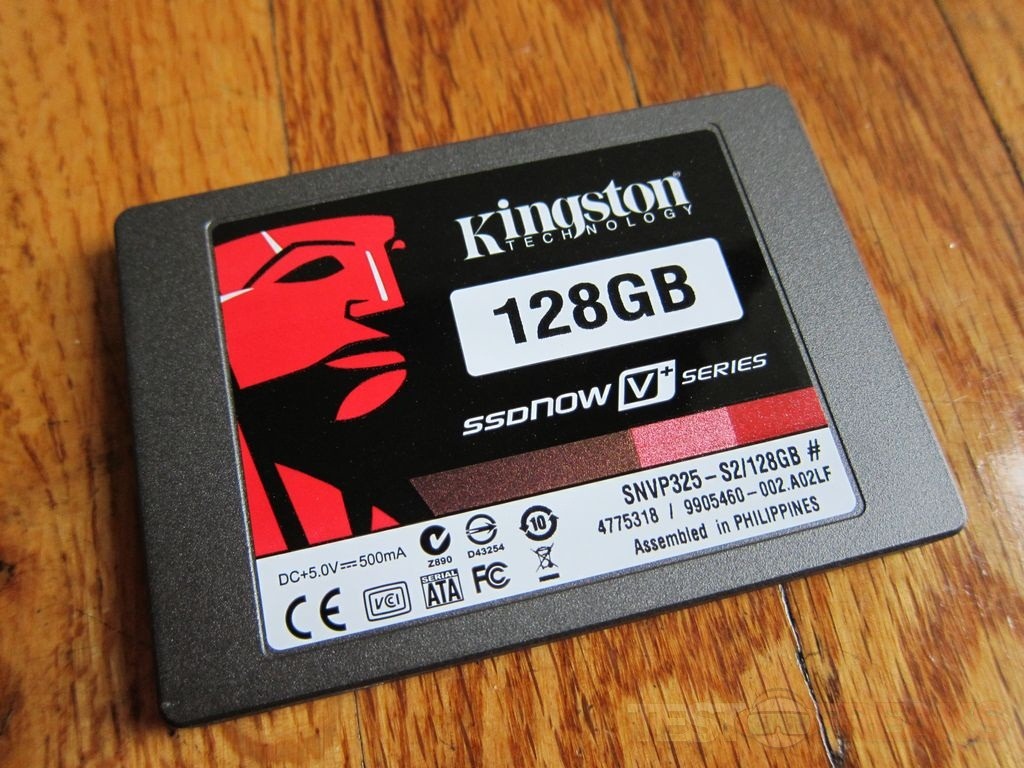 Kingston
TECHNOLOGY
128GB
SSDNOW V+ SERIES
SNVP325-S2/128GB #
4775318 / 9905460-002.A02LF
Assembled in PHILIPPINES
DC+5.0V⎓500mA
Z890
D43254
10
CE
VCI
SERIAL
ATA
FC